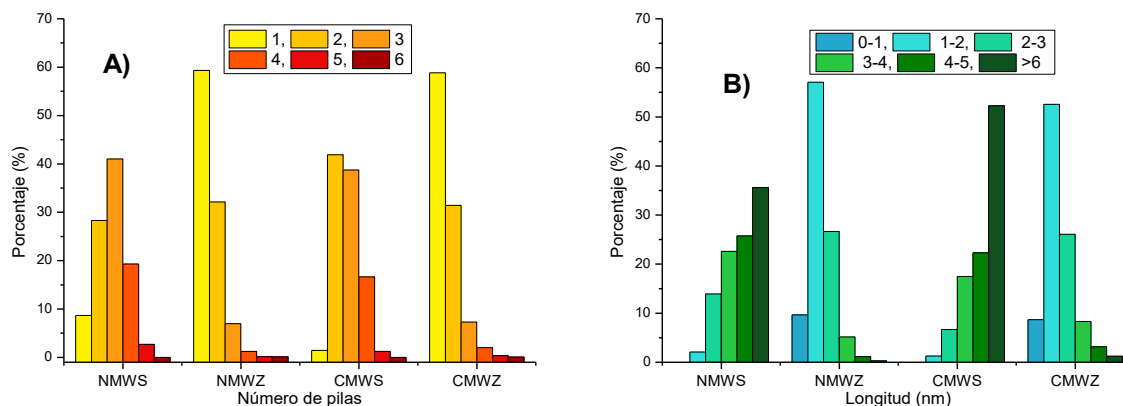 A)
1, 2, 3
4, 5, 6
Porcentaje (%)
70
60
50
40
30
20
10
0
NMWS NMWZ CMWS CMWZ
Número de pilas
B)
0-1, 1-2, 2-3
3-4, 4-5, >6
Porcentaje (%)
70
60
50
40
30
20
10
0
NMWS NMWZ CMWS CMWZ
Longitud (nm)